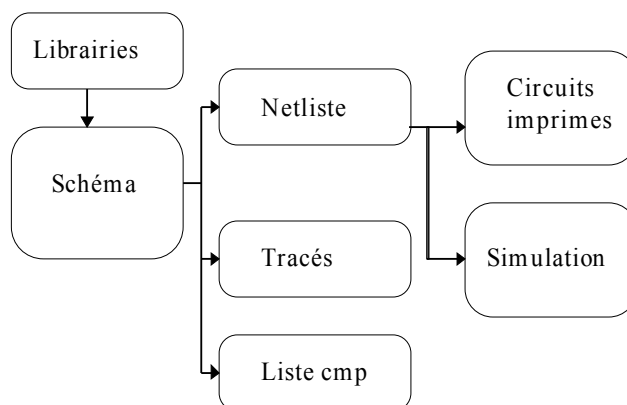 Librairies
Schéma
Netliste
Tracés
Liste cmp
Circuits
imprimes
Simulation